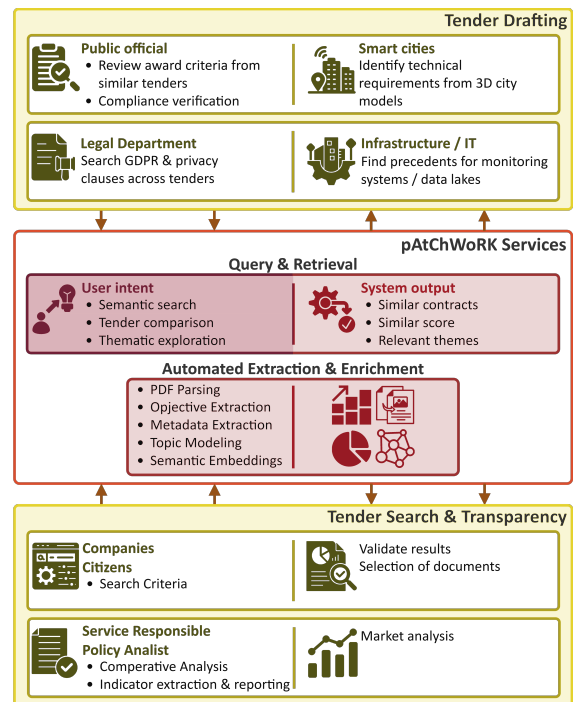 Tender Drafting
Public official
• Review award criteria from
similar tenders
• Compliance verification
Smart cities
Identify technical
requirements from 3D city
models
Legal Department
Search GDPR & privacy
clauses across tenders
Infrastructure / IT
Find precedents for monitoring
systems / data lakes
pAtChWoRK Services
Query & Retrieval
User intent
• Semantic search
• Tender comparison
• Thematic exploration
System output
• Similar contracts
• Similar score
• Relevant themes
Automated Extraction & Enrichment
• PDF Parsing
• Opjective Extraction
• Metadata Extraction
• Topic Modeling
• Semantic Embeddings
Tender Search & Transparency
Companies
Citizens
• Search Criteria
Validate results
Selection of documents
Service Responsible
Policy Analist
• Comperative Analysis
• Indicator extraction & reporting
Market analysis